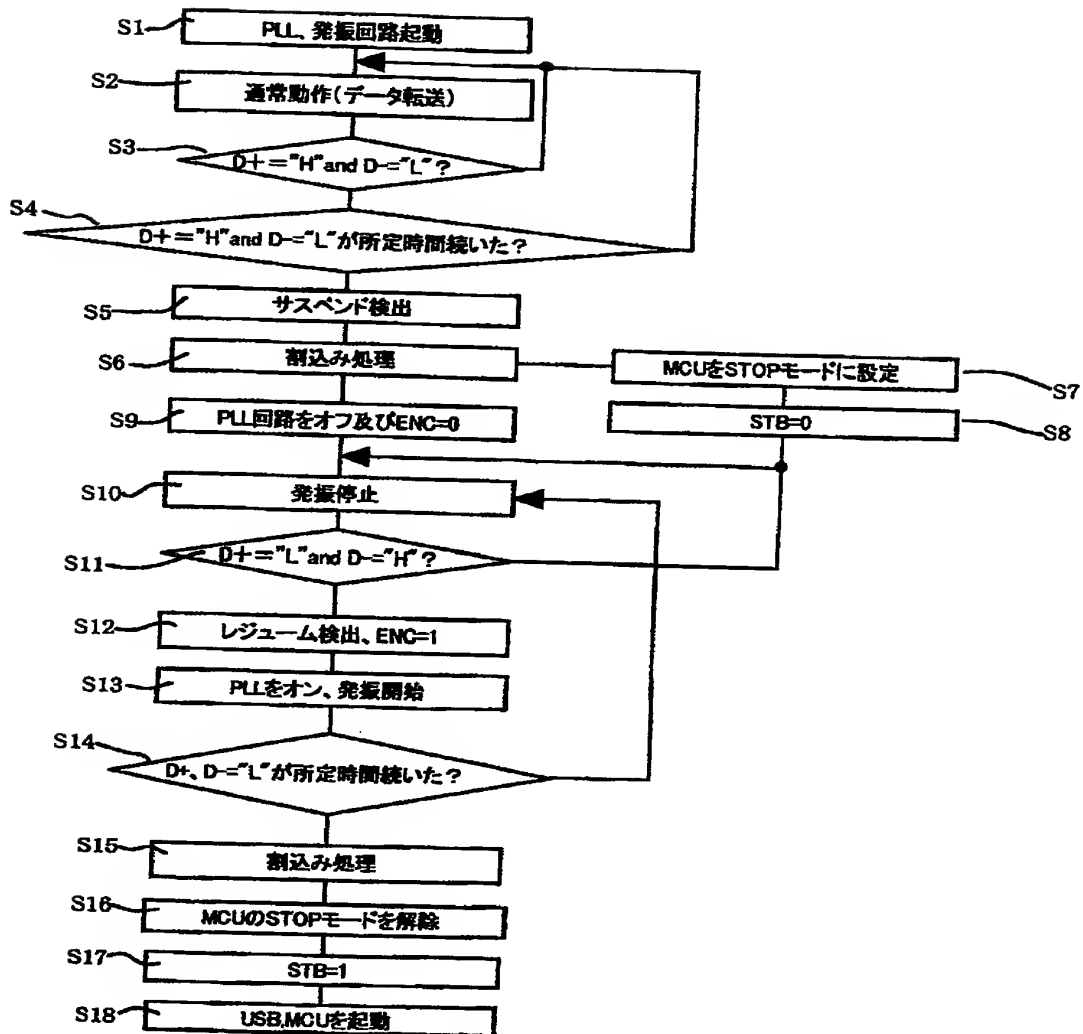 S1
PLL、発振回路起動
S2
通常動作(データ転送)
S3
D+="H"and D-="L"?
S4
D+="H"and D-="L"が所定時間続いた?
S5
サスペンド検出
S6
割込み処理
MCUをSTOPモードに設定
S7
S9
PLL回路をオフ及びENC=0
STB=0
S8
S10
発振停止
S11
D+="L"and D-="H"?
S12
レジューム検出、ENC=1
S13
PLLをオン、発振開始
S14
D+、D-="L"が所定時間続いた?
S15
割込み処理
S16
MCUのSTOPモードを解除
S17
STB=1
S18
USB,MCUを起動